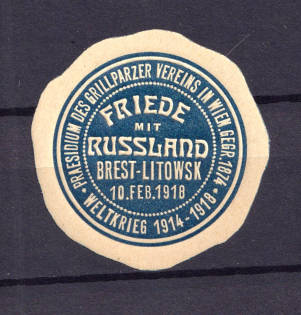 PRAESIDIUM DES GRILLPARZER VEREINS IN WIEN GEGR. 1874
FRIEDE
MIT
RUSSLAND
BREST-LITOWSK
10.FEB.1918
• WELTKRIEG 1914-1918 •